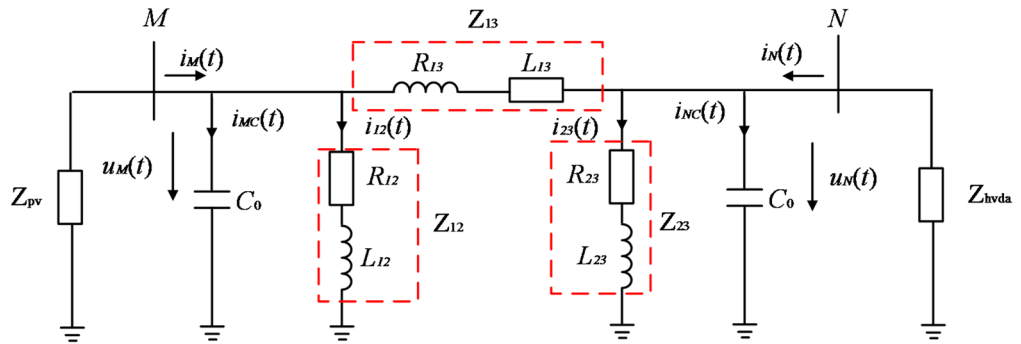 Z13
M
N
iM(t)
R13
L13
iN(t)
iMC(t)
i12(t)
i23(t)
iNC(t)
uM(t)
R12
R23
uN(t)
Zpv
C0
C0
Zhvda
Z12
Z23
L12
L23